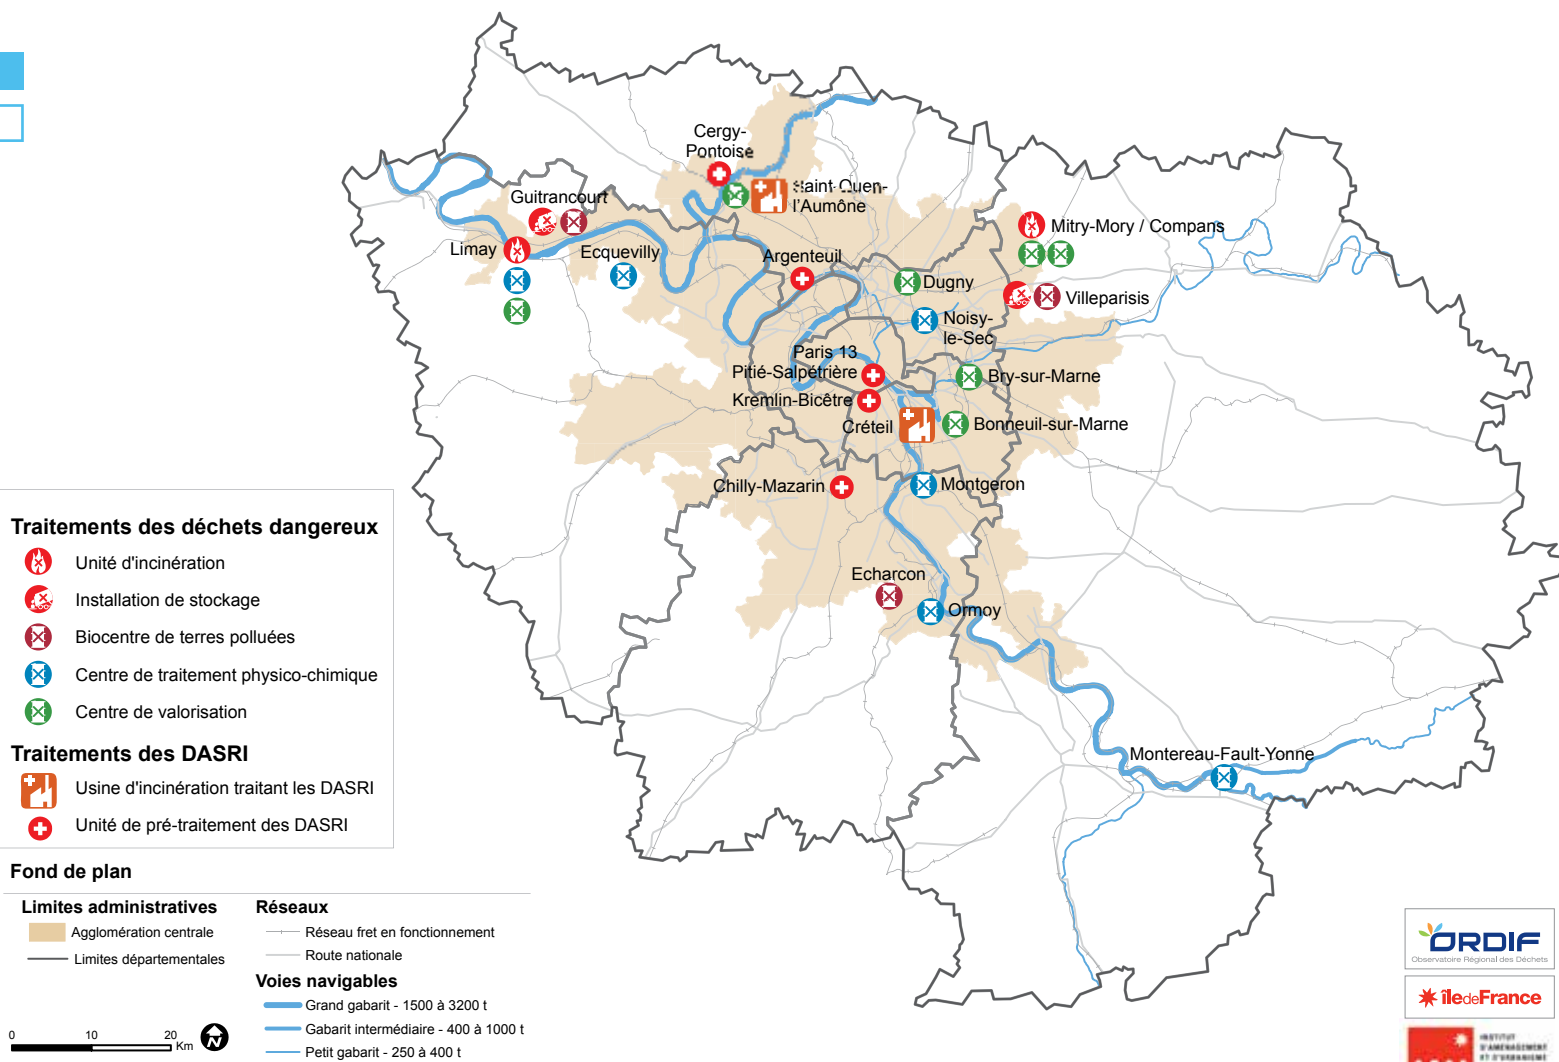 Cergy-
Pontoise
Saint-Ouen-
l'Aumône
Guitrancourt
Limay
Ecquevilly
Argenteuil
Dugny
Noisy-
le-Sec
Mitry-Mory / Compans
Villeparisis
Paris 13
Pitié-Salpétrière
Kremlin-Bicêtre
Créteil
Bry-sur-Marne
Bonneuil-sur-Marne
Chilly-Mazarin
Montgeron
Echarcon
Ormoy
Montereau-Fault-Yonne
Traitements des déchets dangereux
Unité d'incinération
Installation de stockage
Biocentre de terres polluées
Centre de traitement physico-chimique
Centre de valorisation
Traitements des DASRI
Usine d'incinération traitant les DASRI
Unité de pré-traitement des DASRI
Fond de plan
Limites administratives
Agglomération centrale
Limites départementales
Réseaux
Réseau fret en fonctionnement
Route nationale
Voies navigables
Grand gabarit - 1500 à 3200 t
Gabarit intermédiaire - 400 à 1000 t
Petit gabarit - 250 à 400 t
0 10 20
Km
N
ORDIF
Observatoire Régional des Déchets
îledeFrance
INSTITUT
D'AMÉNAGEMENT
ET D'URBANISME